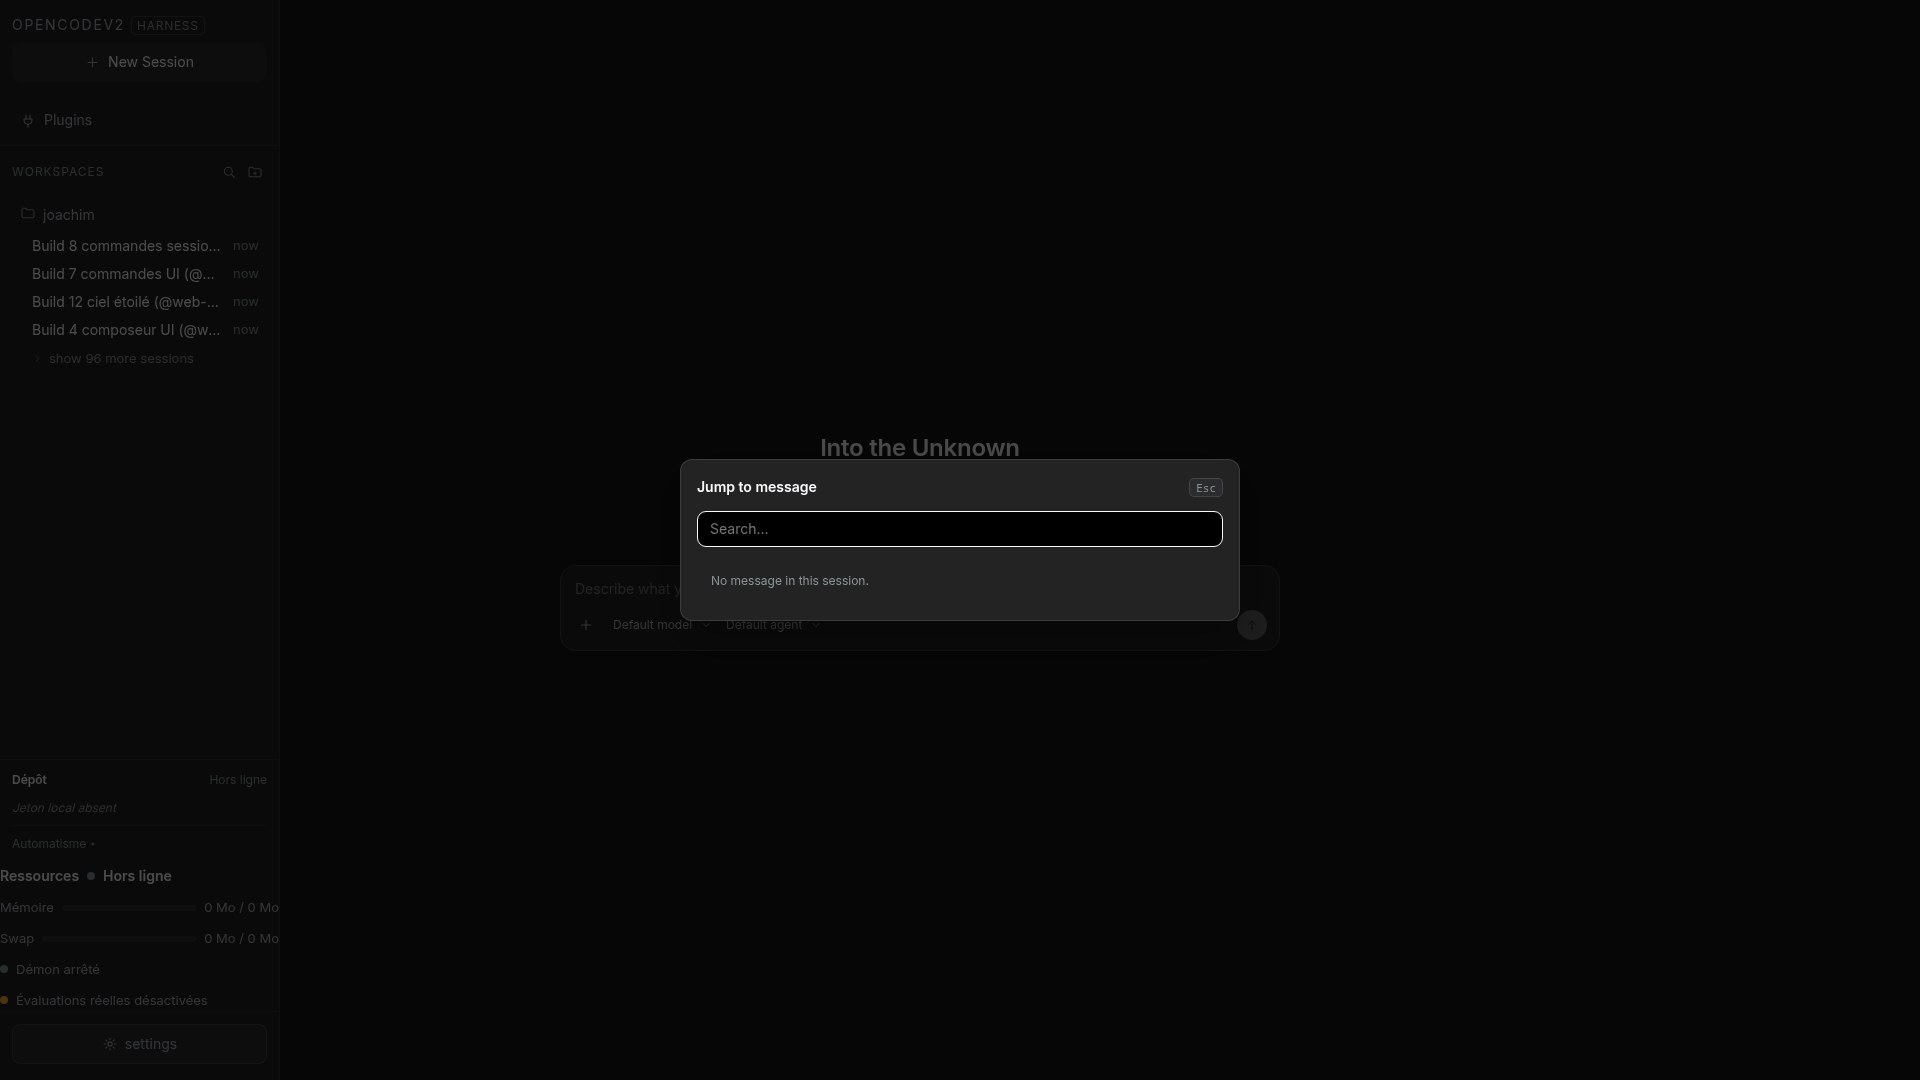 OPENCODEV2 HARNESS
New Session
Plugins
WORKSPACES
joachim
Build 8 commandes sessio... now
Build 7 commandes UI (@... now
Build 12 ciel étoilé (@web-... now
Build 4 composeur UI (@w... now
show 96 more sessions
Dépôt Hors ligne
Jeton local absent
Automatisme
Ressources Hors ligne
Mémoire 0 Mo / 0 Mo
Swap 0 Mo / 0 Mo
Démon arrêté
Évaluations réelles désactivées
settings
Into the Unknown
Jump to message Esc
Search...
No message in this session.
Describe what
Default model Default agent